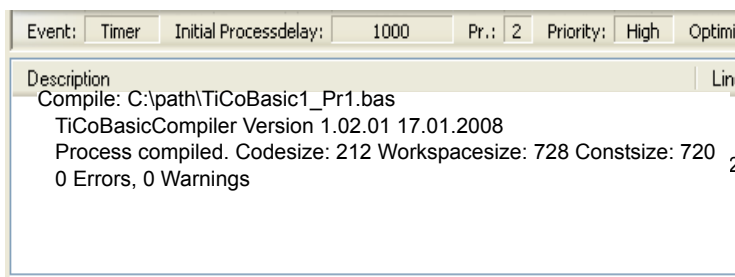 Event: Timer Initial Processdelay: 1000 Pr.: 2 Priority: High
Description
Compile: C:\path\TiCoBasic1_Pr1.bas
TiCoBasicCompiler Version 1.02.01 17.01.2008
Process compiled. Codesize: 212 Workspacesize: 728 Constsize: 720
0 Errors, 0 Warnings